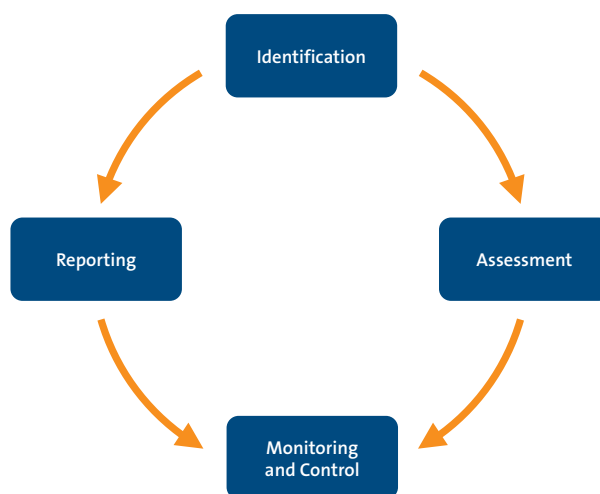 Identification
Reporting
Assessment
Monitoring
and Control